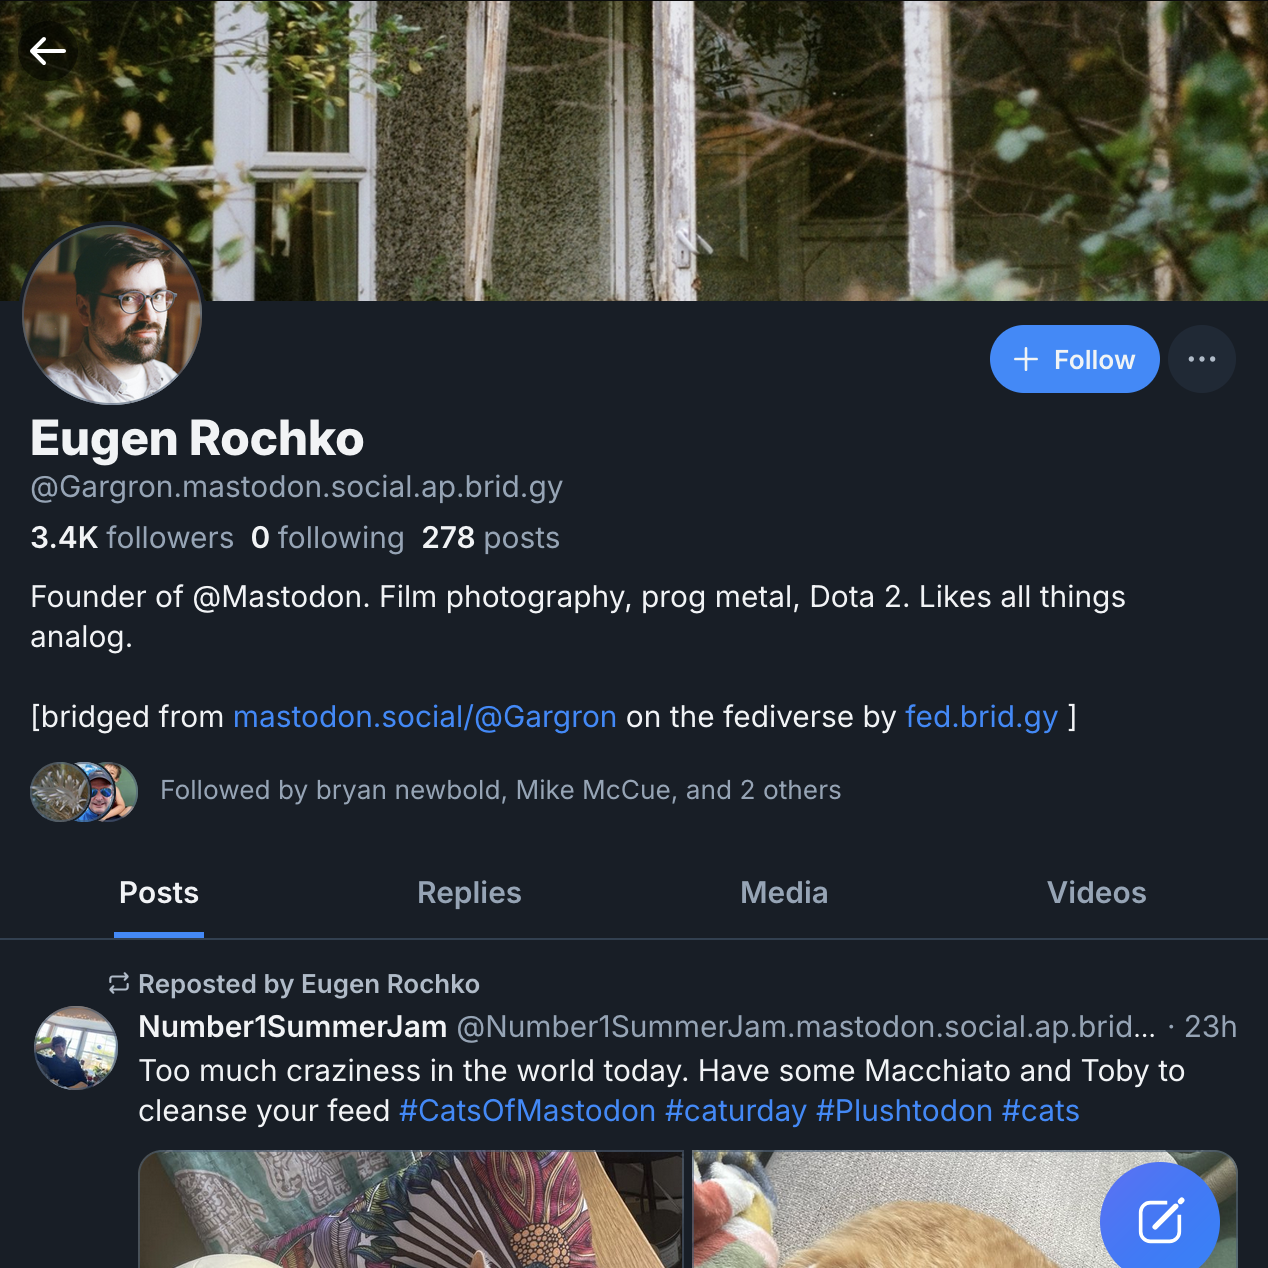 Follow
Eugen Rochko
@Gargron.mastodon.social.ap.brid.gy
3.4K followers 0 following 278 posts
Founder of @Mastodon. Film photography, prog metal, Dota 2. Likes all things
analog.
[bridged from mastodon.social/@Gargron on the fediverse by fed.brid.gy ]
Followed by bryan newbold, Mike McCue, and 2 others
Posts Replies Media Videos
Reposted by Eugen Rochko
Number1SummerJam @Number1SummerJam.mastodon.social.ap.brid... · 23h
Too much craziness in the world today. Have some Macchiato and Toby to
cleanse your feed #CatsOfMastodon #caturday #Plushtodon #cats